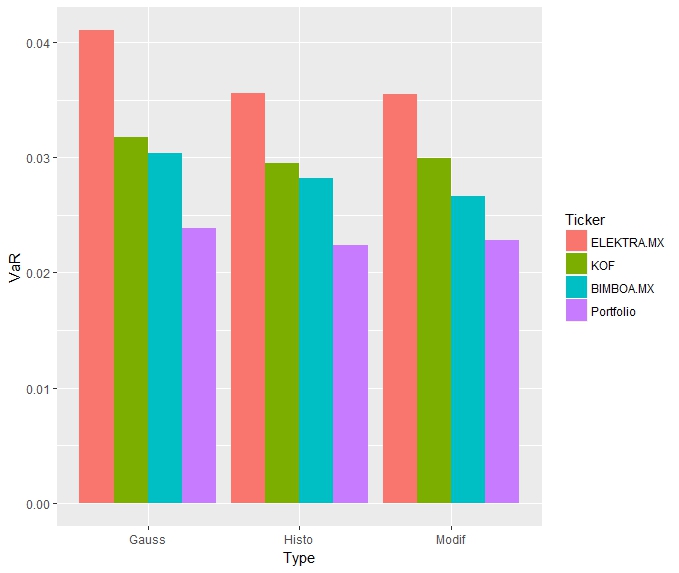 0.04
0.03
0.02
0.01
0.00
VaR
Gauss
Histo
Modif
Type
Ticker
ELEKTRA.MX
KOF
BIMBOA.MX
Portfolio